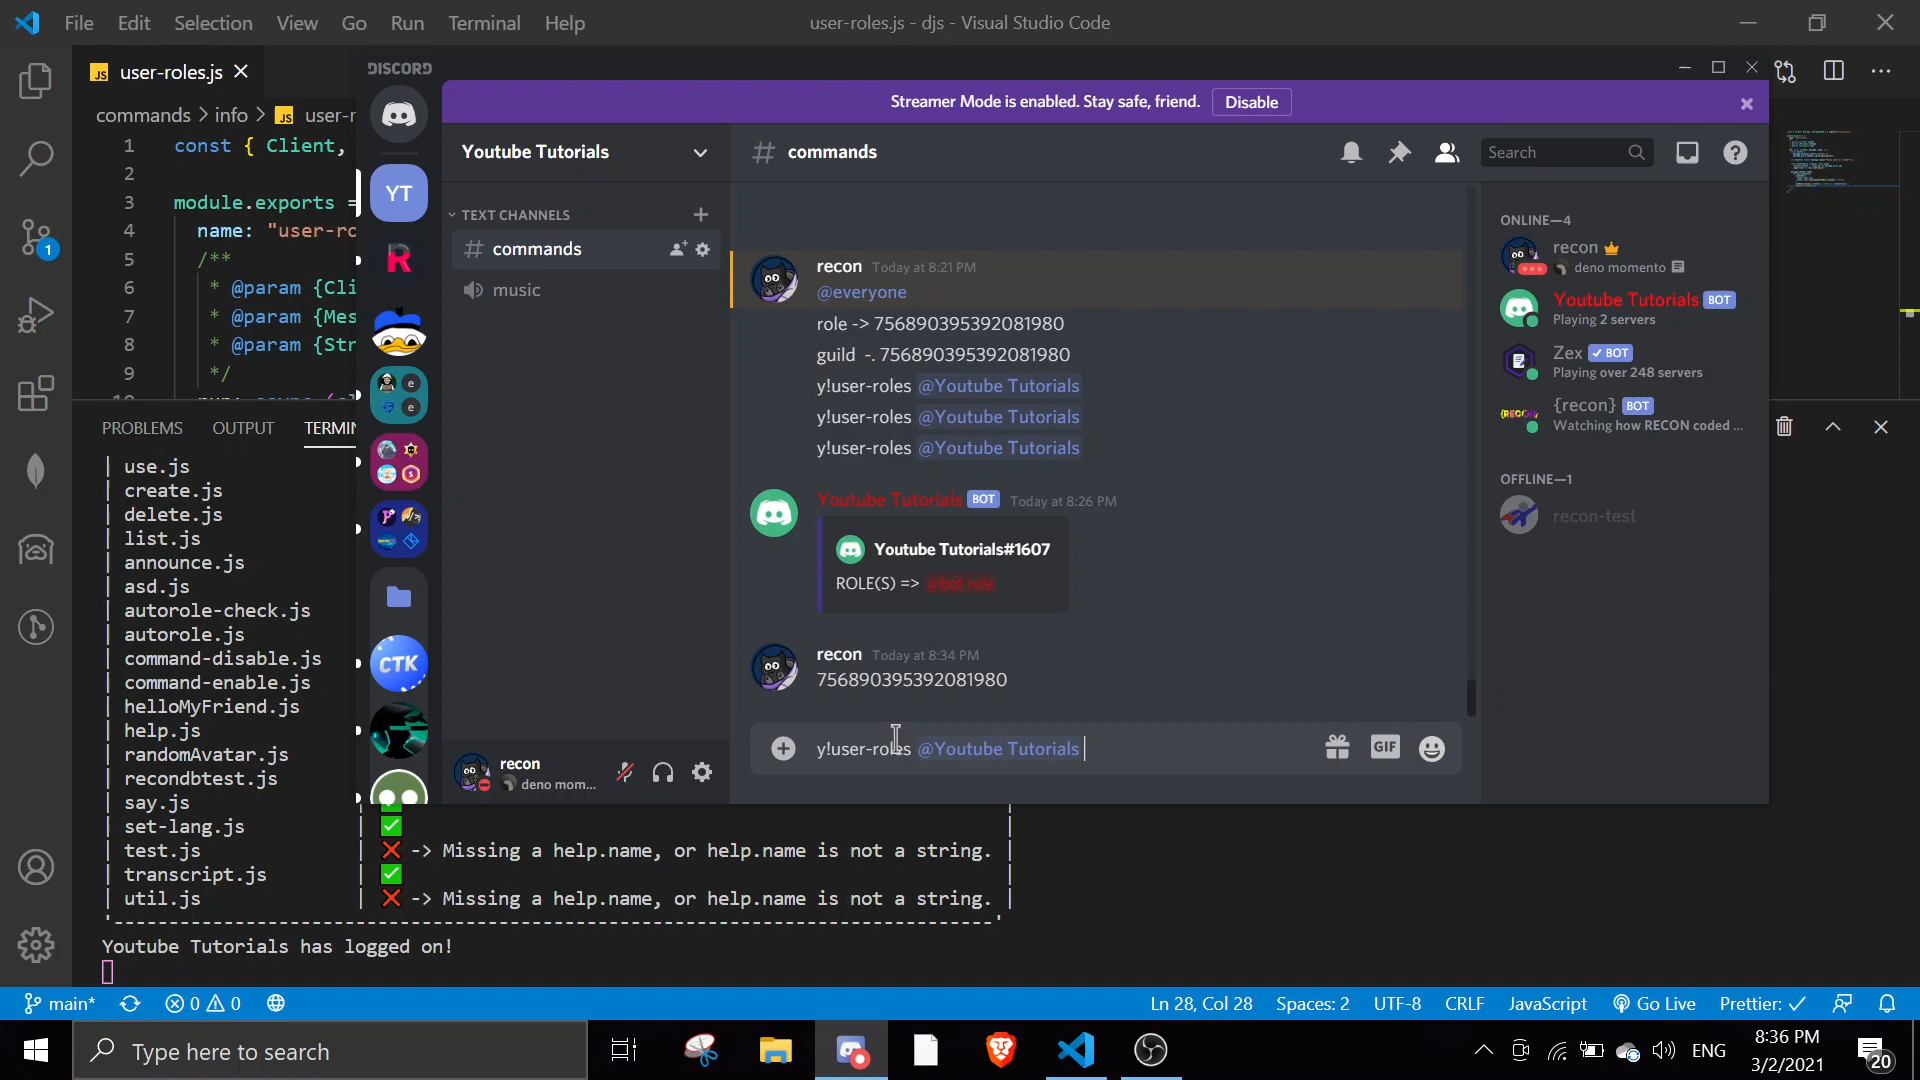 File Edit Selection View Go Run Terminal Help
user-roles.js - djs - Visual Studio Code
JS user-roles.js
commands > info > JS user-r
1 const { Client,
2
3 module.exports =
4 name: "user-ro
5 /**
6 * @param {Cli
7 * @param {Mes
8 * @param {Str
9 */
PROBLEMS OUTPUT TERMIN
| use.js
| create.js
| delete.js
| list.js
| announce.js
| asd.js
| autorole-check.js
| autorole.js
| command-disable.js
| command-enable.js
| helloMyFriend.js
| help.js
| randomAvatar.js
| recondbtest.js
| say.js
| set-lang.js | ✅ |
| test.js | ❌ -> Missing a help.name, or help.name is not a string. |
| transcript.js | ✅ |
| util.js | ❌ -> Missing a help.name, or help.name is not a string. |
Youtube Tutorials has logged on!
DISCORD
Streamer Mode is enabled. Stay safe, friend. Disable
YT
R
CTK
Youtube Tutorials
TEXT CHANNELS
# commands
music
recon
deno mom...
# commands
Search
recon Today at 8:21 PM
@everyone
role -> 756890395392081980
guild -. 756890395392081980
y!user-roles @Youtube Tutorials
y!user-roles @Youtube Tutorials
y!user-roles @Youtube Tutorials
Youtube Tutorials BOT Today at 8:26 PM
Youtube Tutorials#1607
ROLE(S) => @bot role
recon Today at 8:34 PM
756890395392081980
y!user-roles @Youtube Tutorials
GIF
ONLINE—4
recon
deno momento
Youtube Tutorials BOT
Playing 2 servers
Zex ✓ BOT
Playing over 248 servers
{recon} BOT
Watching how RECON coded ...
OFFLINE—1
recon-test
1
main* 0 0
Ln 28, Col 28 Spaces: 2 UTF-8 CRLF JavaScript Go Live Prettier: ✓
Type here to search
ENG
8:36 PM
3/2/2021
20